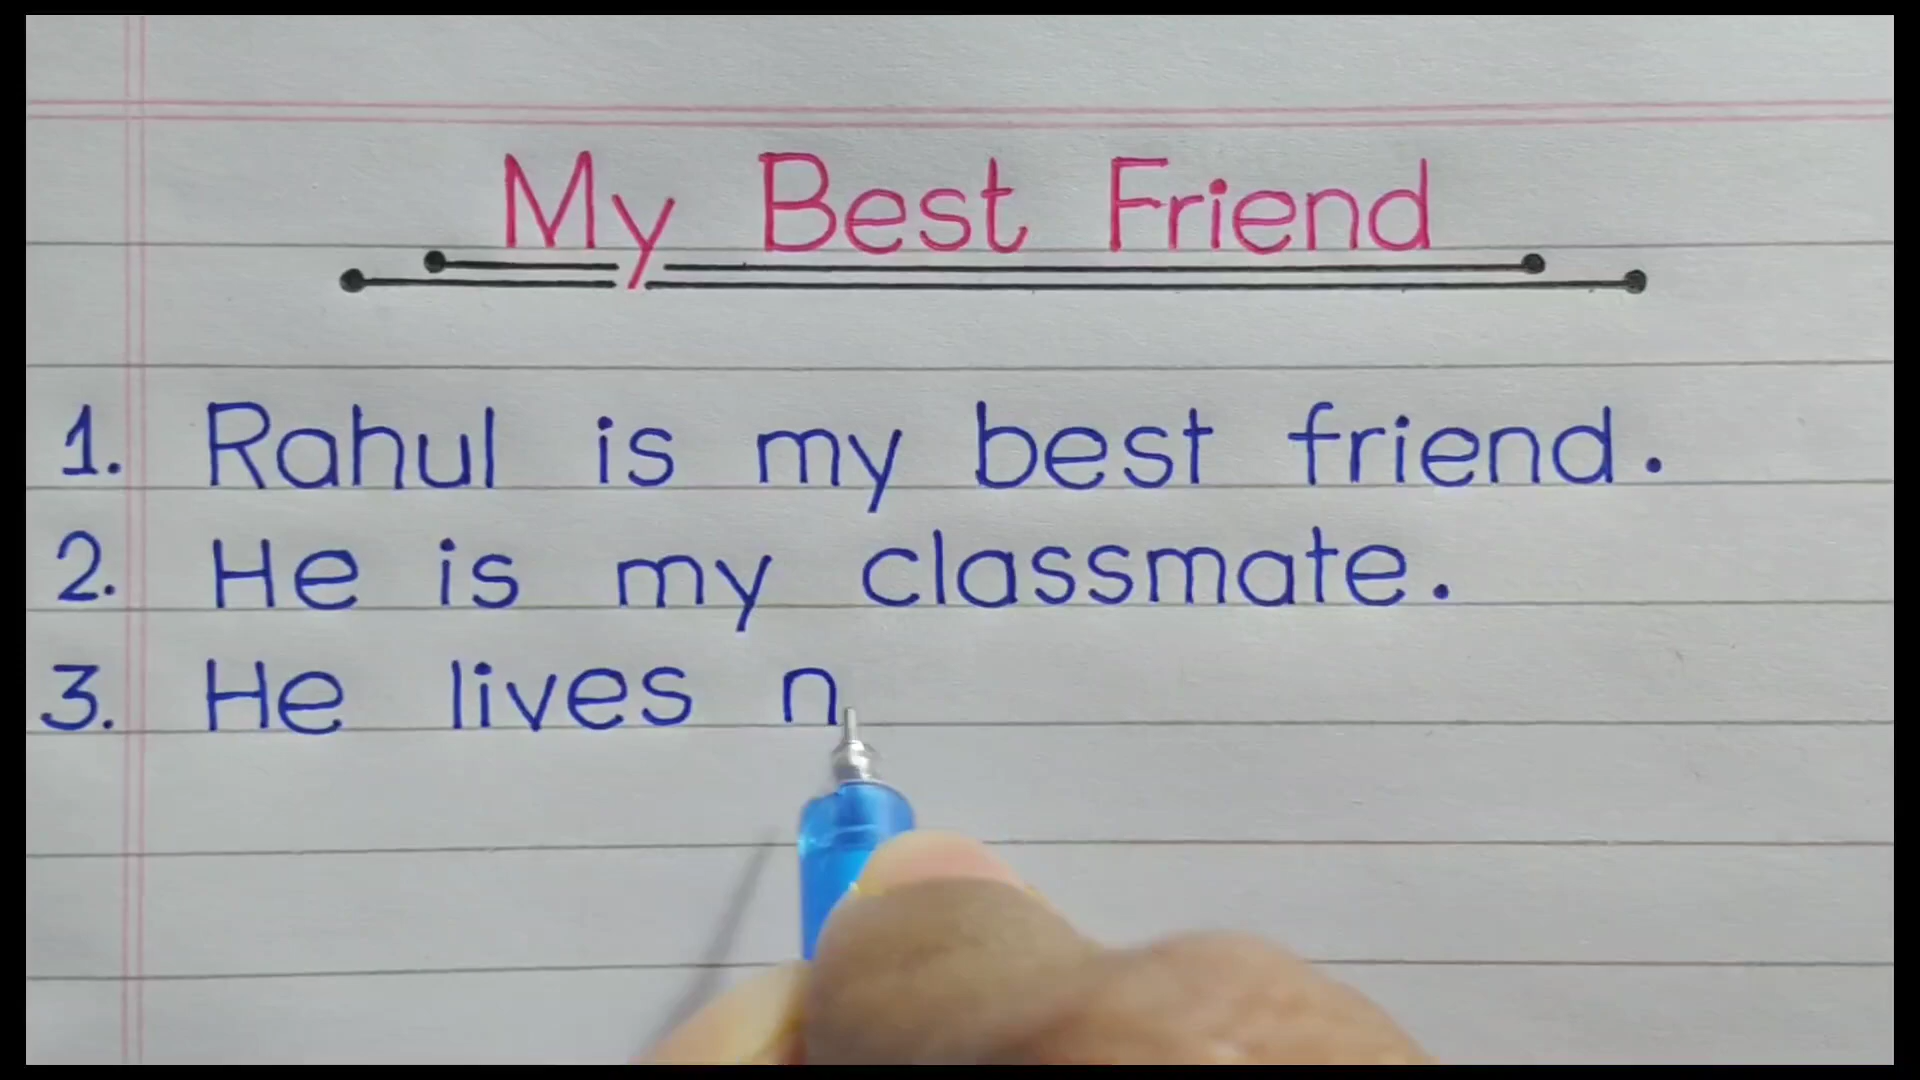 My Best Friend
1. Rahul is my best friend.
2. He is my classmate.
3. He lives n